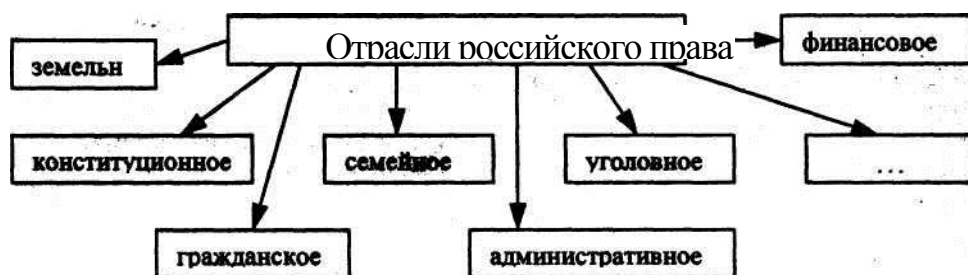 Отрасли российского права
финансовое
земельн
конституционное
семейное
уголовное
...
гражданское
административное